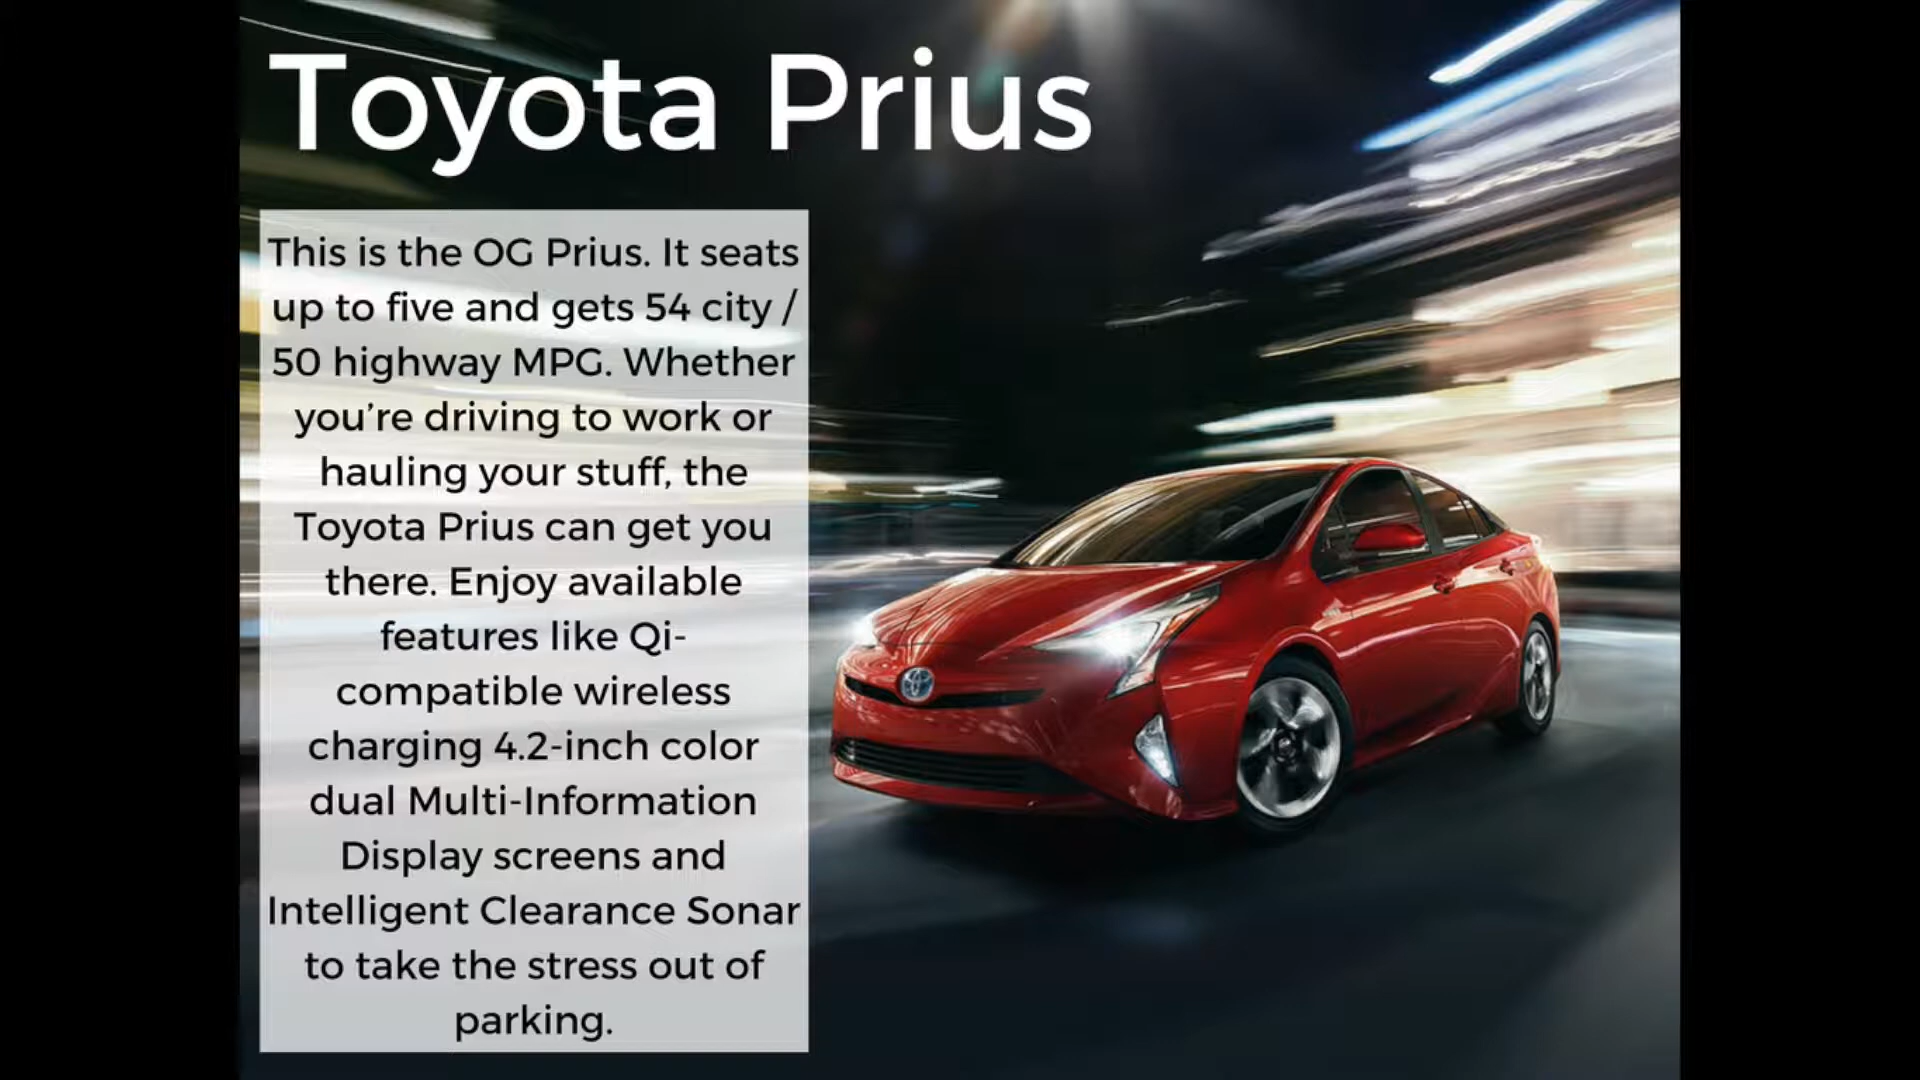 Toyota Prius
This is the OG Prius. It seats
up to five and gets 54 city /
50 highway MPG. Whether
you’re driving to work or
hauling your stuff, the
Toyota Prius can get you
there. Enjoy available
features like Qi-
compatible wireless
charging 4.2-inch color
dual Multi-Information
Display screens and
Intelligent Clearance Sonar
to take the stress out of
parking.